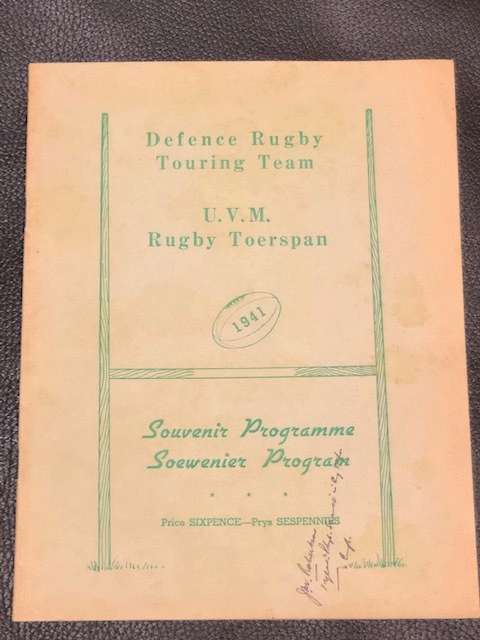 Defence Rugby
Touring Team
U.V.M.
Rugby Toerspan
1941
Souvenir Programme
Soewenier Program
* * *
Price SIXPENCE—Prys SESPENNIES